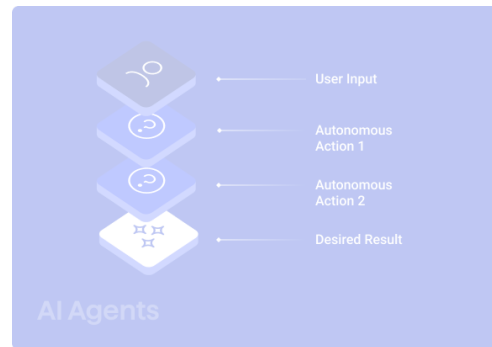 User Input
Autonomous
Action 1
Autonomous
Action 2
Desired Result
AI Agents